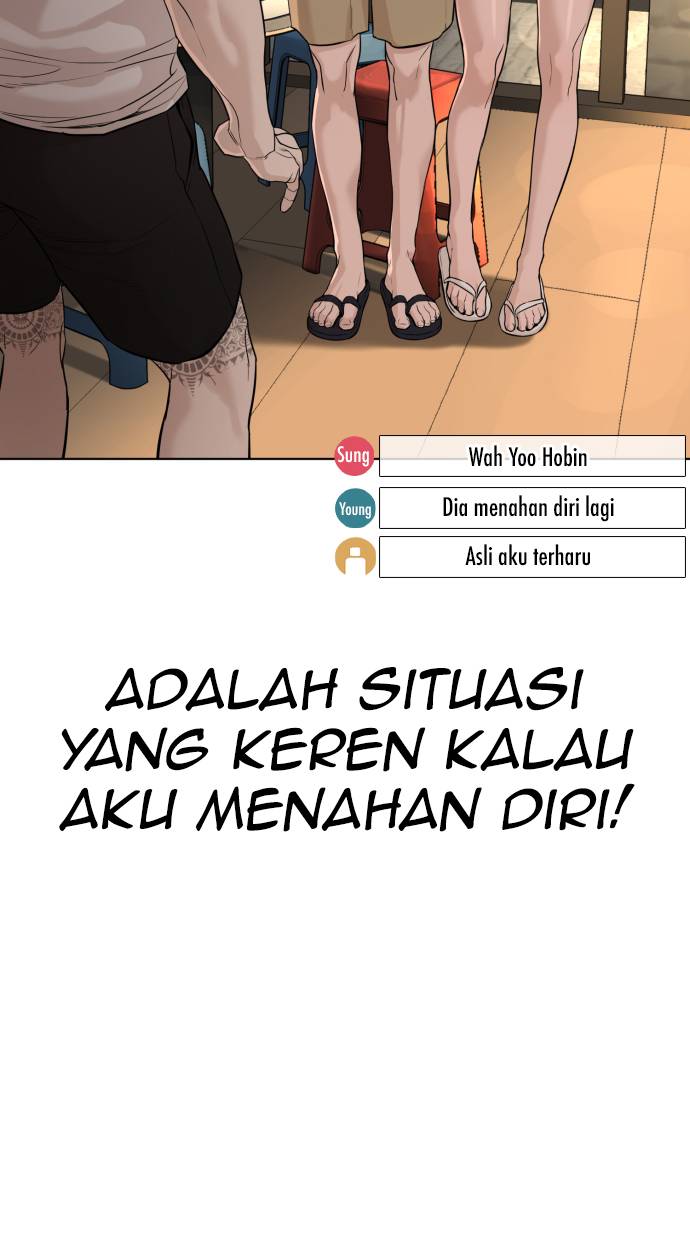 Sung Wah Yoo Hobin
Young Dia menahan diri lagi
Asli aku terharu
ADALAH SITUASI
YANG KEREN KALAU
AKU MENAHAN DIRI!